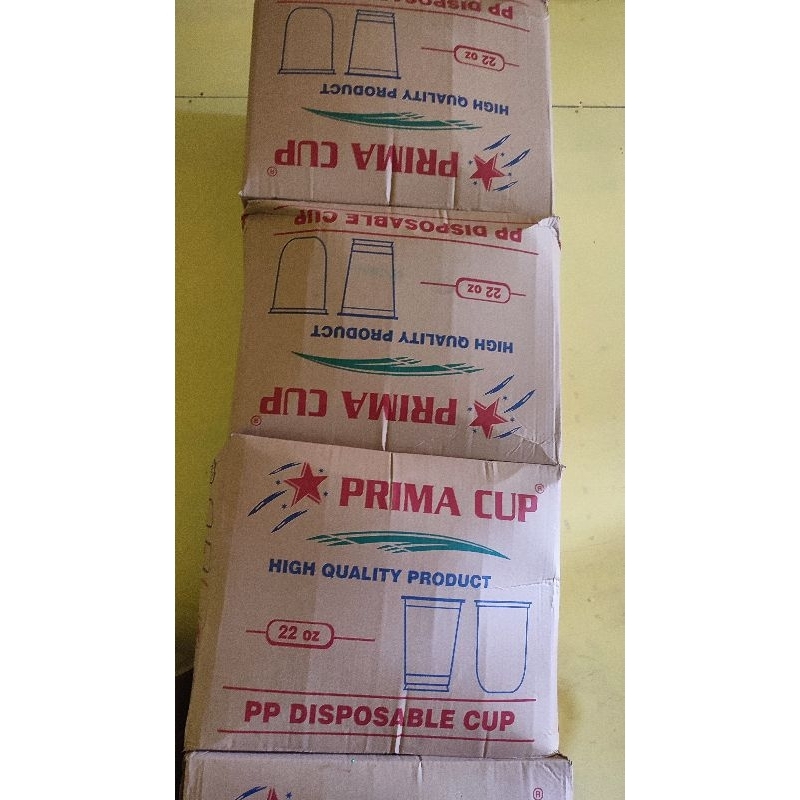 PP DISPOSABLE
22 oz
HIGH QUALITY PRODUCT
PRIMA CUP®
PP DISPOSABLE CUP
22 oz
HIGH QUALITY PRODUCT
PRIMA CUP®
PRIMA CUP®
HIGH QUALITY PRODUCT
22 oz
PP DISPOSABLE CUP
®